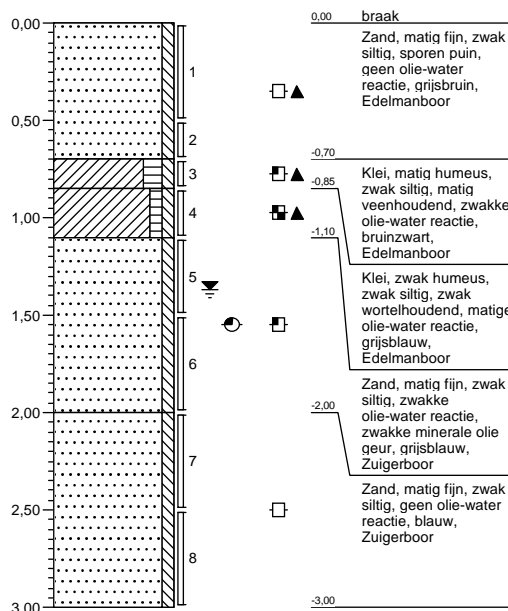 0,00
0,50
1,00
1,50
2,00
2,50
3,00
1
2
3
4
5
6
7
8
0,00
-0,70
-0,85
-1,10
-2,00
-3,00
braak
Zand, matig fijn, zwak
siltig, sporen puin,
geen olie-water
reactie, grijsbruin,
Edelmanboor
Klei, matig humeus,
zwak siltig, matig
veenhoudend, zwakke
olie-water reactie,
bruinzwart,
Edelmanboor
Klei, zwak humeus,
zwak siltig, zwak
wortelhoudend, matige
olie-water reactie,
grijsblauw,
Edelmanboor
Zand, matig fijn, zwak
siltig, zwakke
olie-water reactie,
zwakke minerale olie
geur, grijsblauw,
Zuigerboor
Zand, matig fijn, zwak
siltig, geen olie-water
reactie, blauw,
Zuigerboor